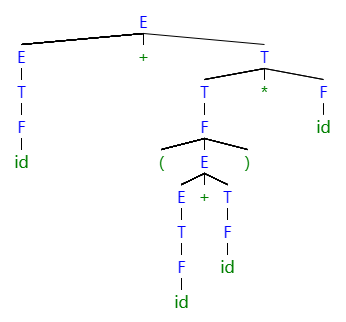 E
E + T
T T * F
F F id
id ( E )
E + T
T F
F id
id